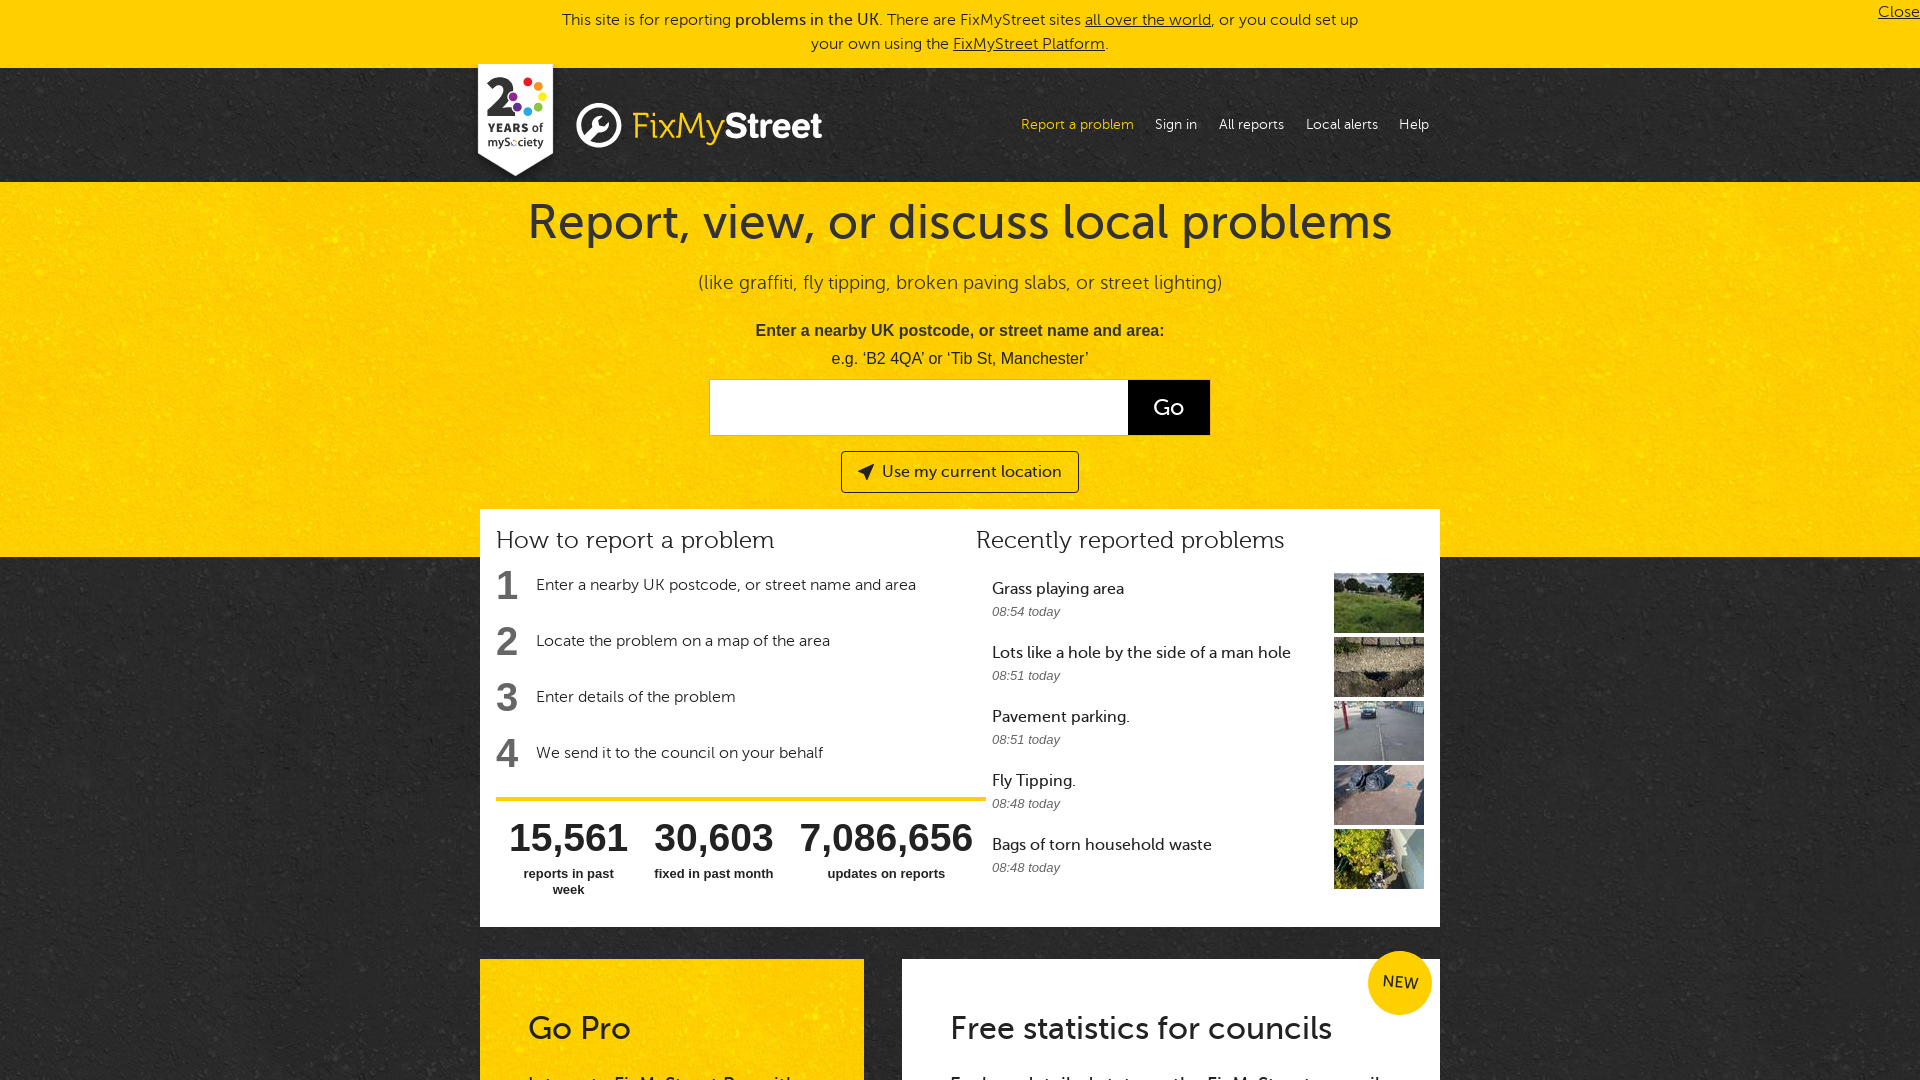 This site is for reporting problems in the UK. There are FixMyStreet sites all over the world, or you could set up
your own using the FixMyStreet Platform.
Close
20
YEARS of
mySociety
FixMyStreet
Report a problem
Sign in
All reports
Local alerts
Help
Report, view, or discuss local problems
(like graffiti, fly tipping, broken paving slabs, or street lighting)
Enter a nearby UK postcode, or street name and area:
e.g. ‘B2 4QA’ or ‘Tib St, Manchester’
Go
Use my current location
How to report a problem
1 Enter a nearby UK postcode, or street name and area
2 Locate the problem on a map of the area
3 Enter details of the problem
4 We send it to the council on your behalf
15,561
reports in past
week
30,603
fixed in past month
7,086,656
updates on reports
Recently reported problems
Grass playing area
08:54 today
Lots like a hole by the side of a man hole
08:51 today
Pavement parking.
08:51 today
Fly Tipping.
08:48 today
Bags of torn household waste
08:48 today
Go Pro
NEW
Free statistics for councils